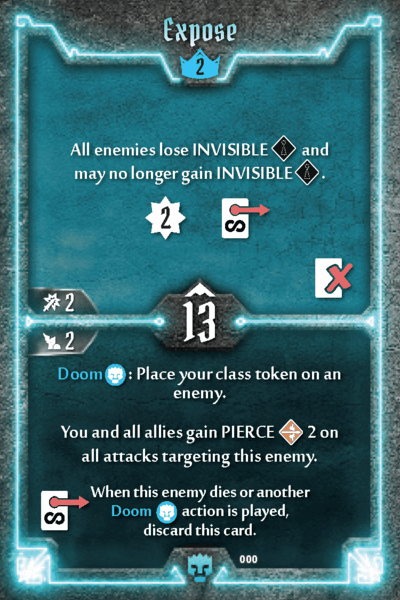 Expose
2
All enemies lose INVISIBLE and
may no longer gain INVISIBLE .
2
S
2
13
2
Doom : Place your class token on an
enemy.
You and all allies gain PIERCE 2 on
all attacks targeting this enemy.
S
When this enemy dies or another
Doom action is played,
discard this card.
000